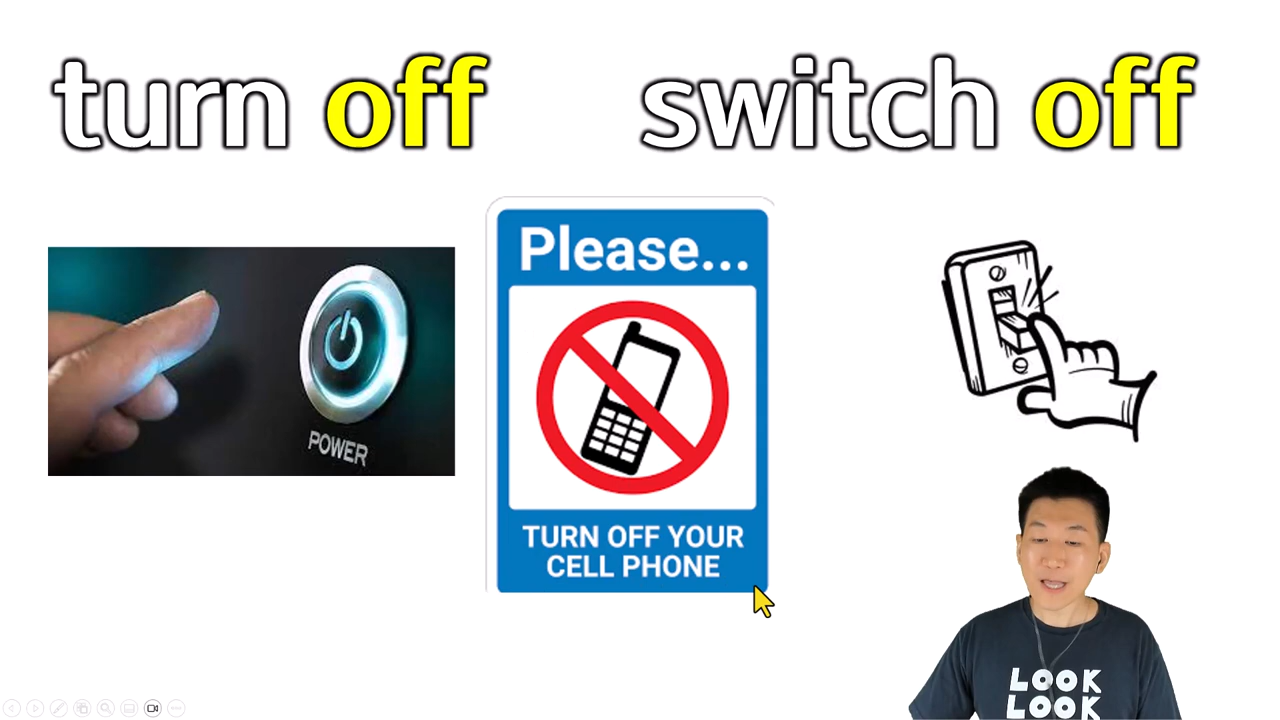 turn off
switch off
Please...
POWER
TURN OFF YOUR
CELL PHONE
LOOK
LOOK